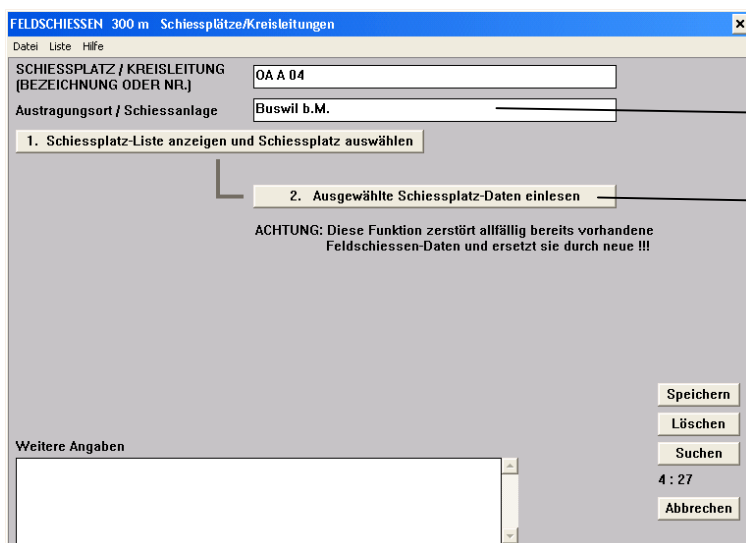 FELDSCHIESSEN 300 m Schiessplätze/Kreisleitungen
Datei Liste Hilfe
SCHIESSPLATZ / KREISLEITUNG
(BEZEICHNUNG ODER NR.)
OA A 04
Austragungsort / Schiessanlage
Buswil b.M.
1. Schiessplatz-Liste anzeigen und Schiessplatz auswählen
2. Ausgewählte Schiessplatz-Daten einlesen
ACHTUNG: Diese Funktion zerstört allfällig bereits vorhandene
Feldschiessen-Daten und ersetzt sie durch neue !!!
Speichern
Löschen
Suchen
4 : 27
Abbrechen
Weitere Angaben